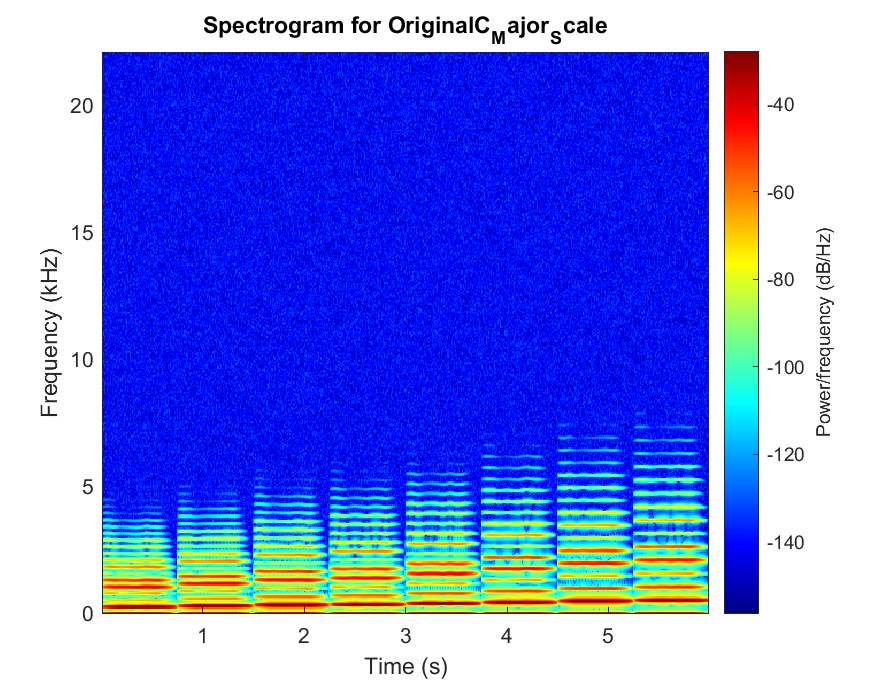 Spectrogram for OriginalC_Major_Scale
Frequency (kHz)
20
15
10
5
0
1 2 3 4 5
Time (s)
-40
-60
-80
-100
-120
-140
Power/frequency (dB/Hz)